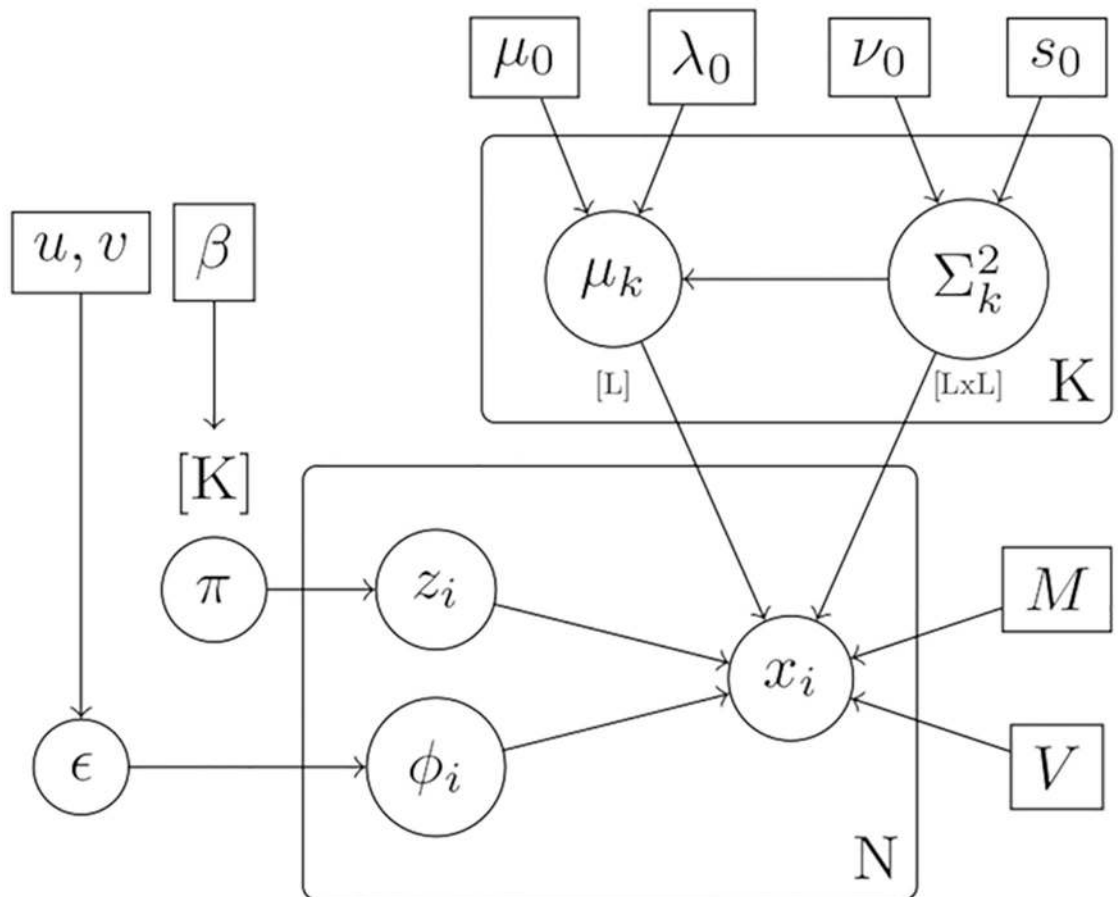 μ₀ λ₀ ν₀ s₀
u, v β
μₖ Σ²ₖ
[L] [LxL] K
[K]
π zᵢ M
xᵢ
ϵ ϕᵢ V
N